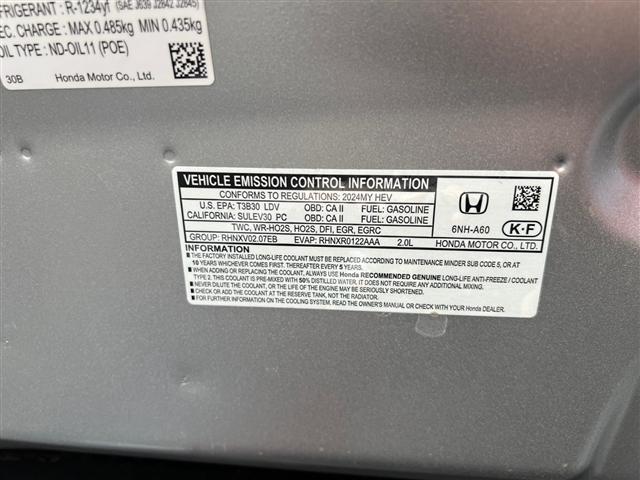 FRIGERANT : R-1234yf (SAE J639 J2842 J2845)
EC. CHARGE : MAX 0.485kg MIN 0.435kg
OIL TYPE : ND-OIL11 (POE)
30B Honda Motor Co., Ltd.
VEHICLE EMISSION CONTROL INFORMATION
CONFORMS TO REGULATIONS: 2024MY HEV
U.S. EPA: T3B30 LDV OBD: CA II FUEL: GASOLINE
CALIFORNIA: SULEV30 PC OBD: CA II FUEL: GASOLINE
TWC, WR-HO2S, HO2S, DFI, EGR, EGRC
GROUP: RHNXV02.07EB EVAP: RHNXR0122AAA 2.0L
6NH-A60 K-F
HONDA MOTOR CO., LTD.
INFORMATION
■ THE FACTORY INSTALLED LONG-LIFE COOLANT MUST BE REPLACED ACCORDING TO MAINTENANCE MINDER SUB CODE 5, OR AT
10 YEARS WHICHEVER COMES FIRST. THEREAFTER EVERY 5 YEARS.
■ WHEN ADDING OR REPLACING THE COOLANT, ALWAYS USE Honda RECOMMENDED GENUINE LONG-LIFE ANTIFREEZE / COOLANT
TYPE 2. THIS COOLANT IS PRE-MIXED WITH 50% DISTILLED WATER. IT DOES NOT REQUIRE ANY ADDITIONAL MIXING.
■ NEVER DILUTE THE COOLANT, OR THE LIFE OF THE ENGINE MAY BE SERIOUSLY SHORTENED.
■ CHECK AND ADD THE COOLANT AT THE RESERVE TANK, NOT THE RADIATOR.
■ FOR FURTHER INFORMATION ON THE COOLING SYSTEM, READ THE OWNER'S MANUAL OR CHECK WITH YOUR Honda DEALER.